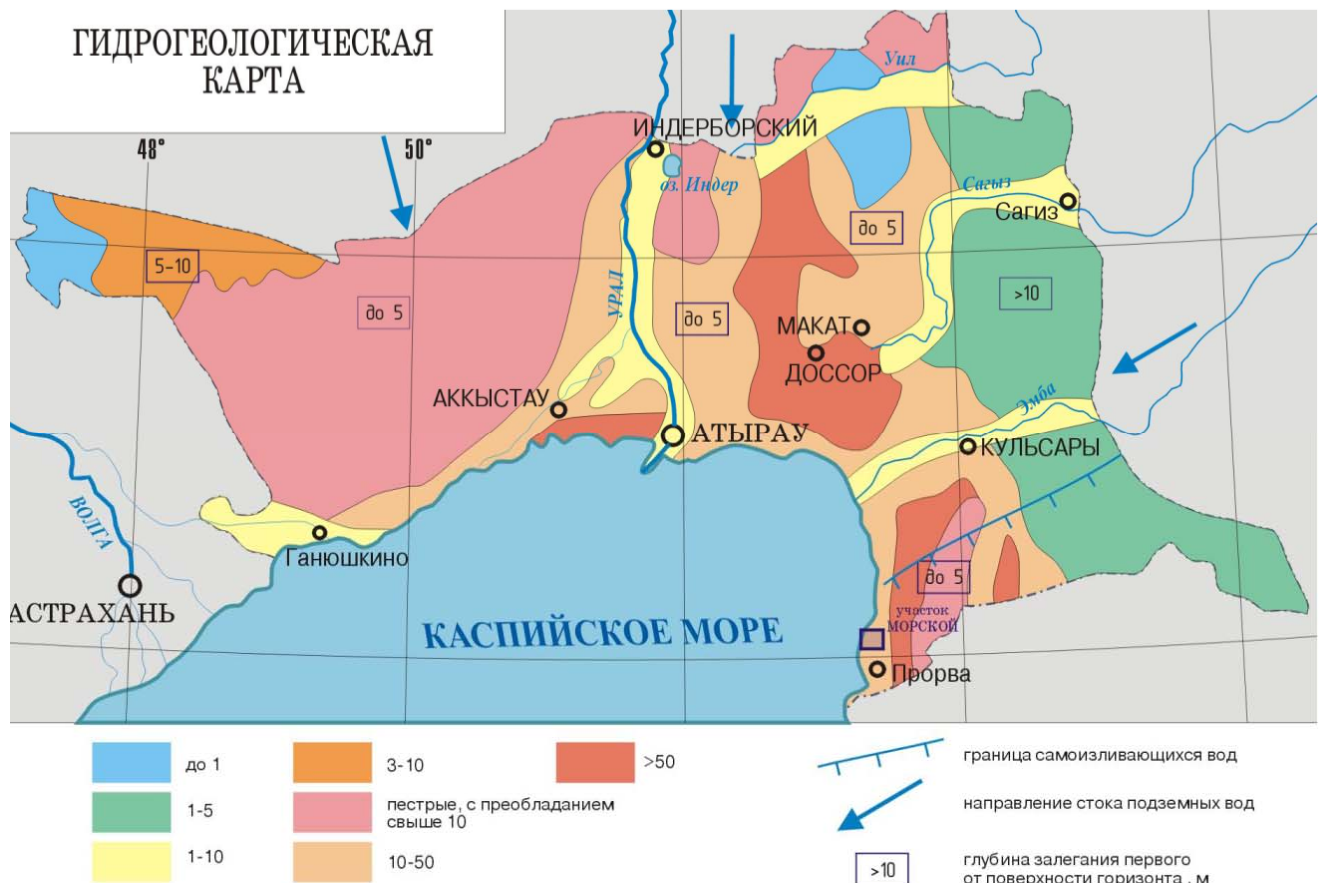 ГИДРОГЕОЛОГИЧЕСКАЯ
КАРТА
48°
50°
Уил
ИНДЕРБОРСКИЙ
оз. Индер
Сагыз
Сагиз
до 5
5-10
>10
до 5
до 5
УРАЛ
МАКАТ
ДОССОР
АККЫСТАУ
Эмба
АТЫРАУ
КУЛЬСАРЫ
ВОЛГА
Ганюшкино
до 5
АСТРАХАНЬ
участок
МОРСКОЙ
КАСПИЙСКОЕ МОРЕ
Прорва
до 1
3-10
>50
граница самоизливающихся вод
1-5
пестрые, с преобладанием
свыше 10
направление стока подземных вод
1-10
10-50
>10
глубина залегания первого
от поверхности горизонта , м